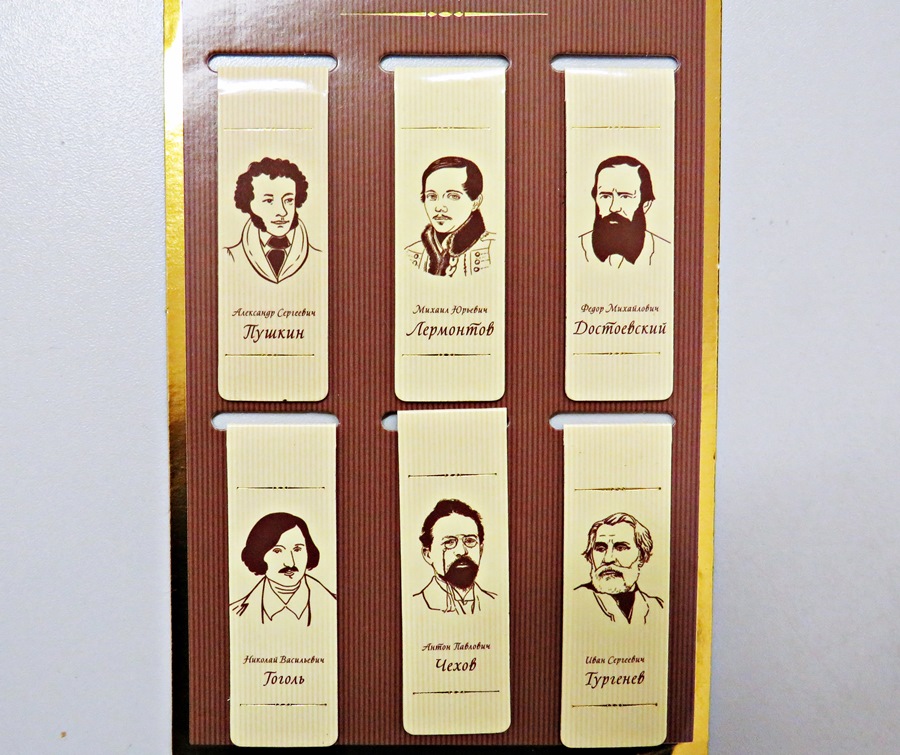 Александр Сергеевич
Пушкин
Михаил Юрьевич
Лермонтов
Федор Михайлович
Достоевский
Николай Васильевич
Гоголь
Антон Павлович
Чехов
Иван Сергеевич
Тургенев